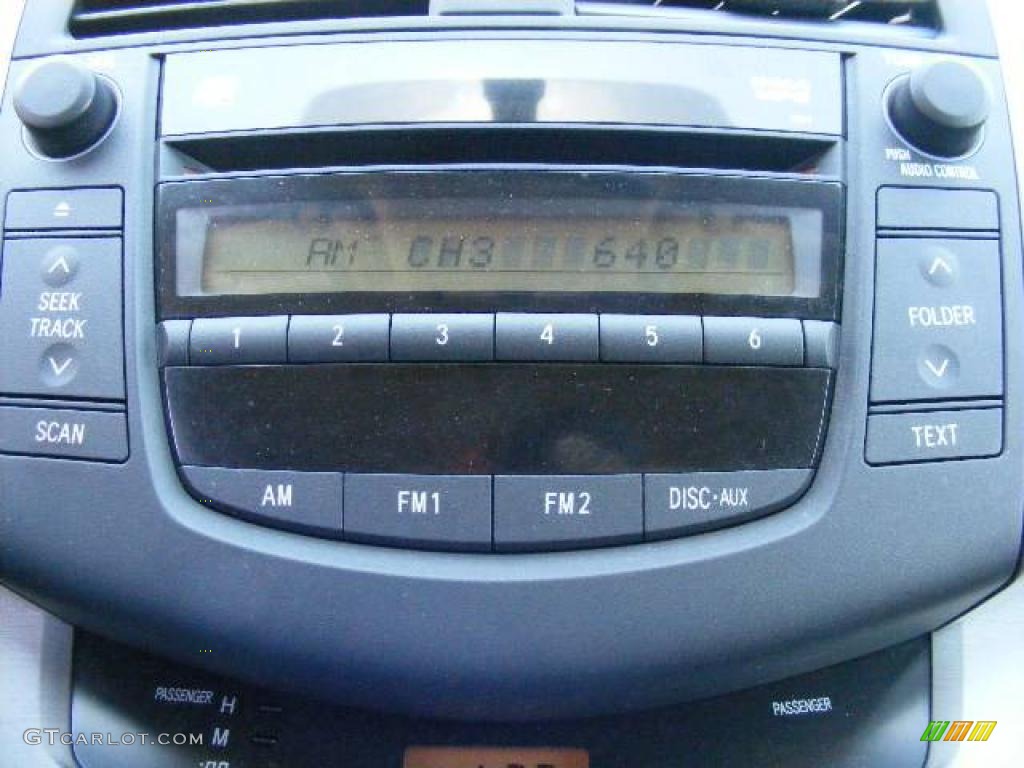 PUSH
AUDIO CONTROL
AM CH3 640
SEEK
TRACK
FOLDER
1 2 3 4 5 6
SCAN
TEXT
AM FM1 FM2 DISC·AUX
PASSENGER H
PASSENGER
M
GTCARLOT.COM